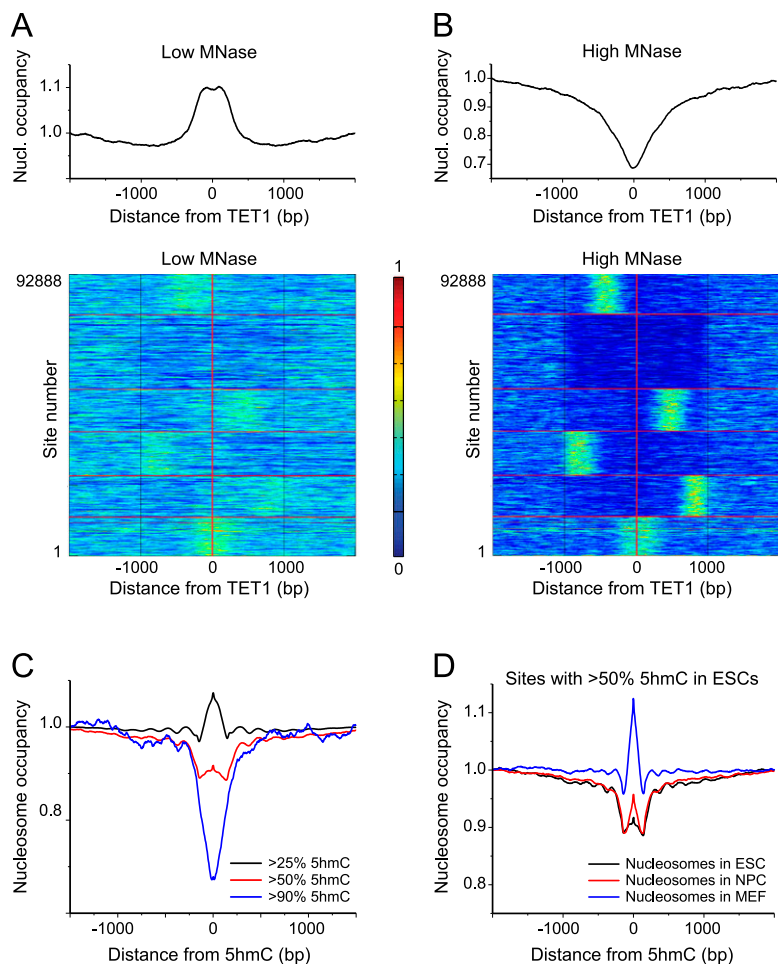 A
Low MNase
Nucl. occupancy
1.1
1.0
-1000 0 1000
Distance from TET1 (bp)
B
High MNase
Nucl. occupancy
1.0
0.9
0.8
0.7
-1000 0 1000
Distance from TET1 (bp)
Low MNase
92888
Site number
1
-1000 0 1000
Distance from TET1 (bp)
1
0
High MNase
92888
Site number
1
-1000 0 1000
Distance from TET1 (bp)
C
Nucleosome occupancy
1.0
0.8
>25% 5hmC
>50% 5hmC
>90% 5hmC
-1000 0 1000
Distance from 5hmC (bp)
D
Sites with >50% 5hmC in ESCs
Nucleosome occupancy
1.1
1.0
0.9
0.8
Nucleosomes in ESC
Nucleosomes in NPC
Nucleosomes in MEF
-1000 0 1000
Distance from 5hmC (bp)